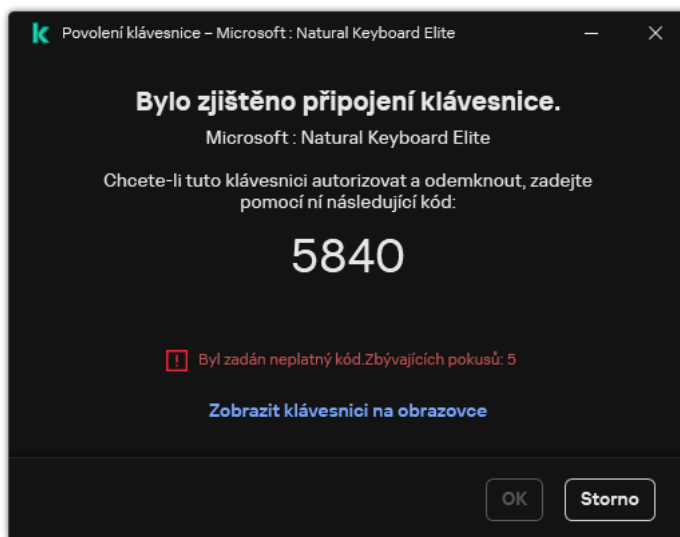 Povolení klávesnice – Microsoft : Natural Keyboard Elite
Bylo zjištěno připojení klávesnice.
Microsoft : Natural Keyboard Elite
Chcete-li tuto klávesnici autorizovat a odemknout, zadejte
pomocí ní následující kód:
5840
Byl zadán neplatný kód.Zbývajících pokusů: 5
Zobrazit klávesnici na obrazovce
OK
Storno